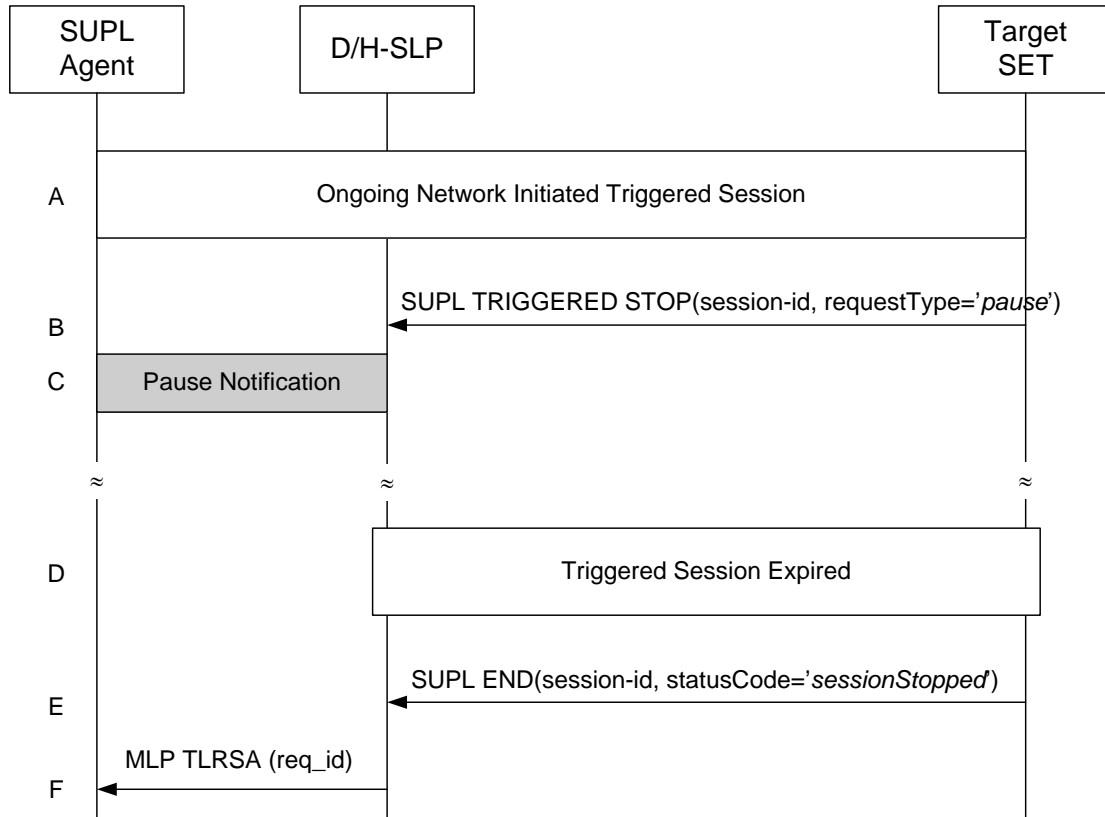 SUPL
Agent
D/H-SLP
Target
SET
A
Ongoing Network Initiated Triggered Session
SUPL TRIGGERED STOP(session-id, requestType=’pause’)
B
C
Pause Notification
≈ ≈ ≈
D
Triggered Session Expired
SUPL END(session-id, statusCode=’sessionStopped’)
E
MLP TLRSA (req_id)
F